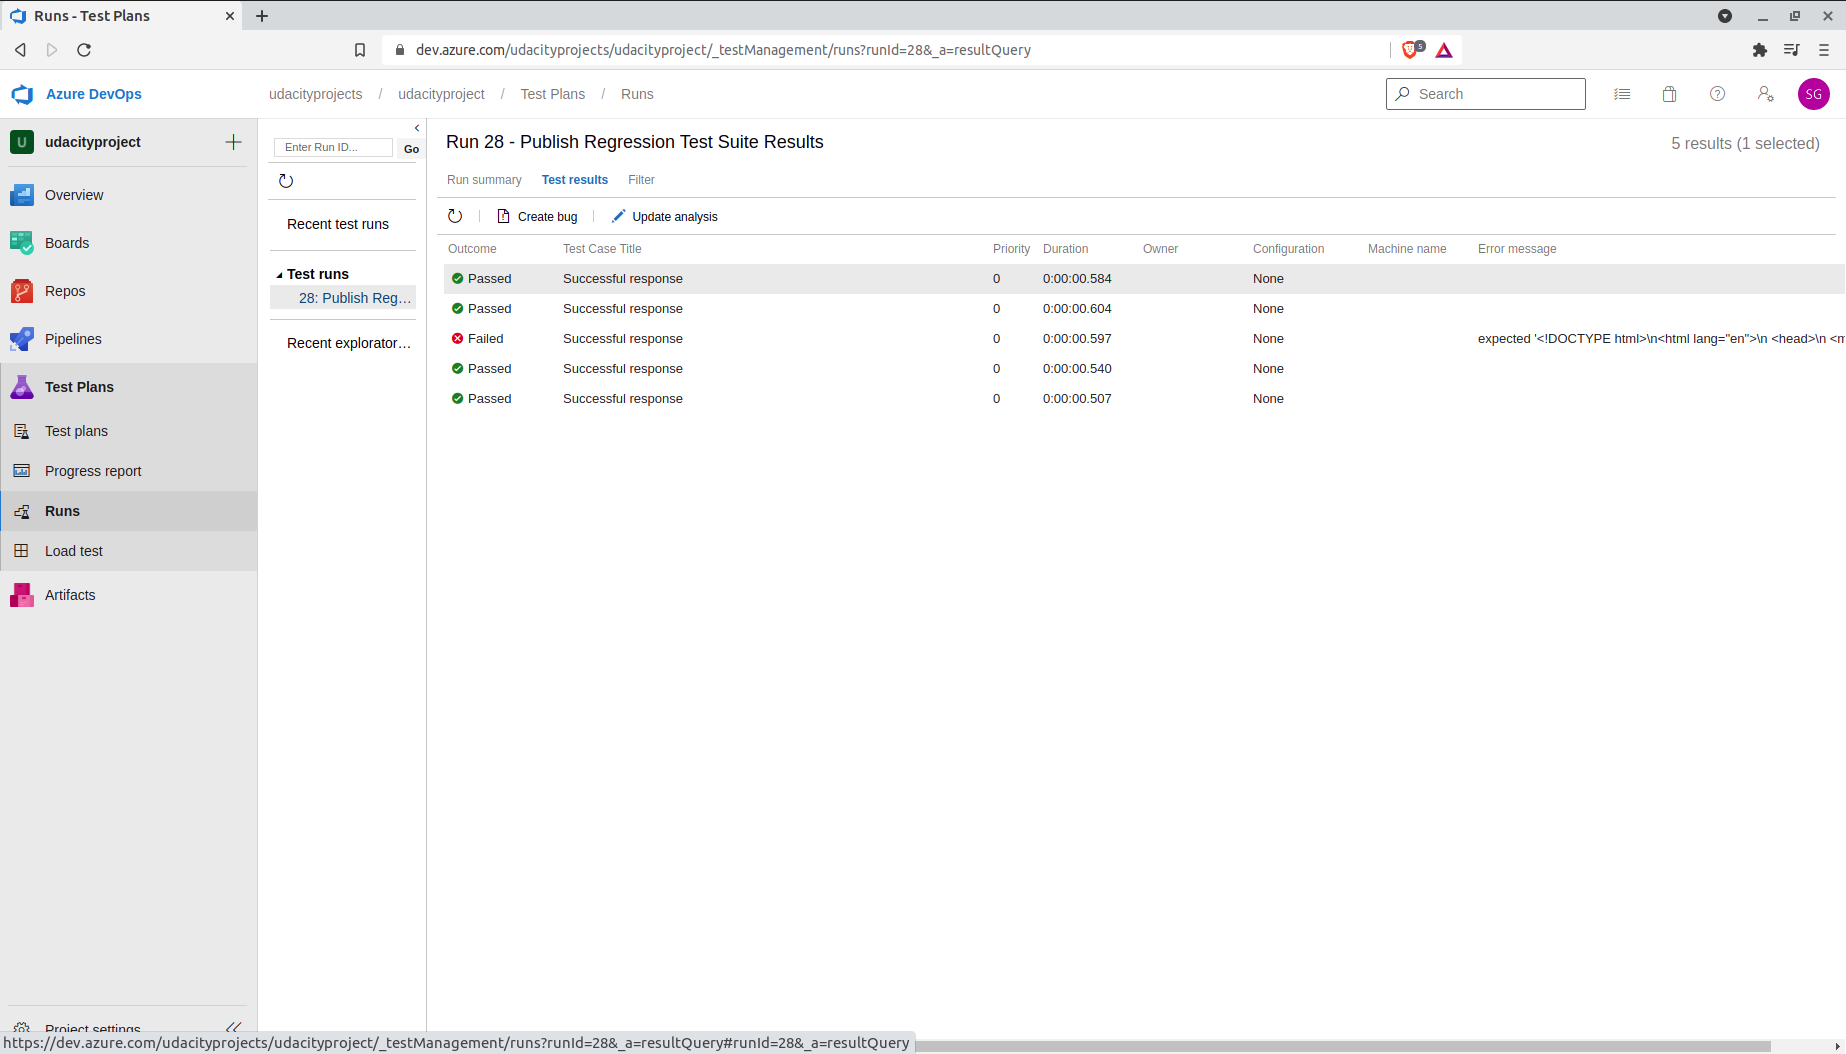 Runs - Test Plans
dev.azure.com/udacityprojects/udacityproject/_testManagement/runs?runId=28&_a=resultQuery
5
Azure DevOps
udacityprojects / udacityproject / Test Plans / Runs
Search
SG
U udacityproject
Overview
Boards
Repos
Pipelines
Test Plans
Test plans
Progress report
Runs
Load test
Artifacts
Project settings
Enter Run ID...
Go
Recent test runs
Test runs
28: Publish Reg...
Recent explorator...
Run 28 - Publish Regression Test Suite Results
5 results (1 selected)
Run summary Test results Filter
Create bug Update analysis
Outcome Test Case Title Priority Duration Owner Configuration Machine name Error message
Passed Successful response 0 0:00:00.584 None
Passed Successful response 0 0:00:00.604 None
Failed Successful response 0 0:00:00.597 None expected '<!DOCTYPE html>\n<html lang="en">\n <head>\n <m
Passed Successful response 0 0:00:00.540 None
Passed Successful response 0 0:00:00.507 None
https://dev.azure.com/udacityprojects/udacityproject/_testManagement/runs?runId=28&_a=resultQuery#runId=28&_a=resultQuery